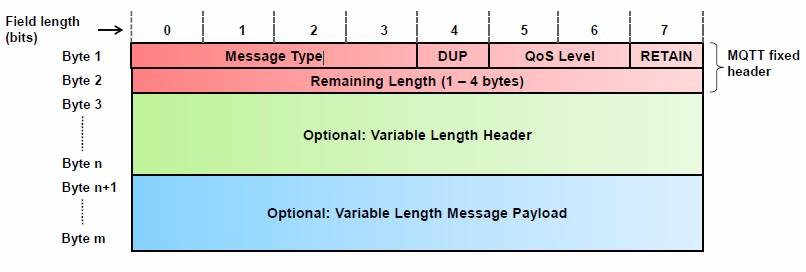 Field length
(bits)
0 1 2 3 4 5 6 7
Byte 1 Message Type DUP QoS Level RETAIN MQTT fixed
header
Byte 2 Remaining Length (1 – 4 bytes)
Byte 3
Optional: Variable Length Header
Byte n
Byte n+1
Optional: Variable Length Message Payload
Byte m